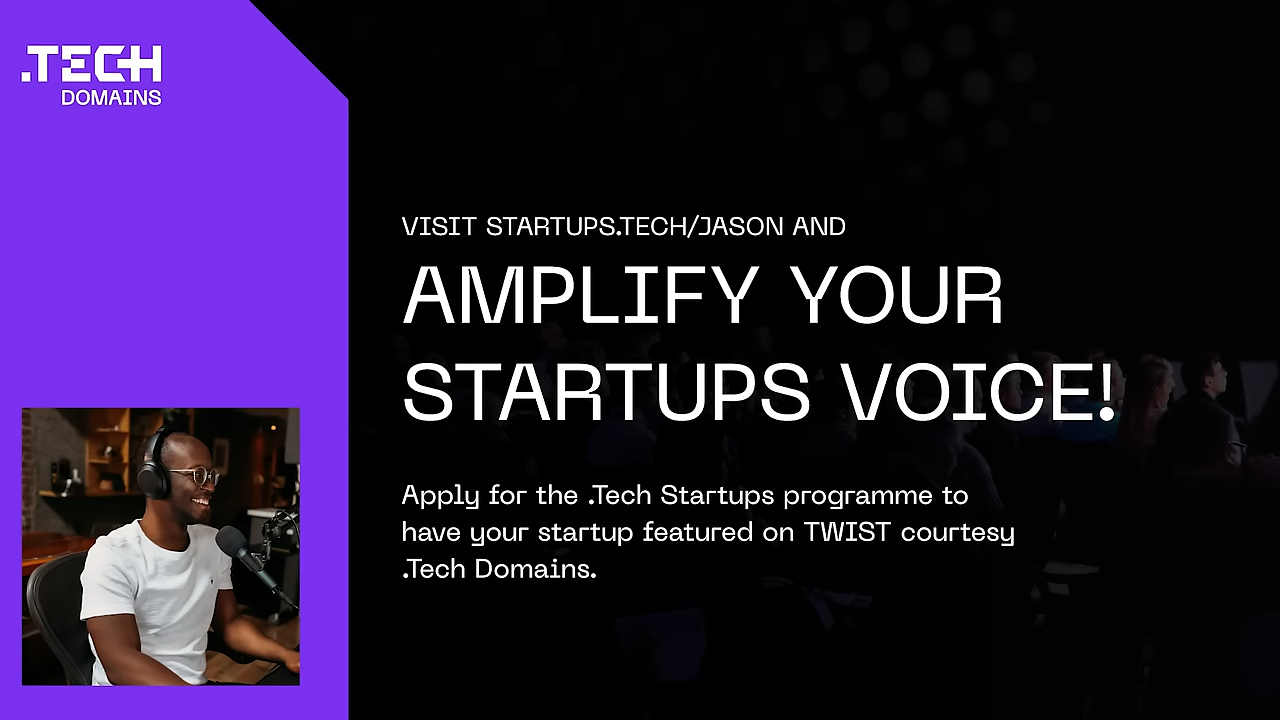 .TECH
DOMAINS
VISIT STARTUPS.TECH/JASON AND
AMPLIFY YOUR
STARTUPS VOICE!
Apply for the .Tech Startups programme to
have your startup featured on TWIST courtesy
.Tech Domains.